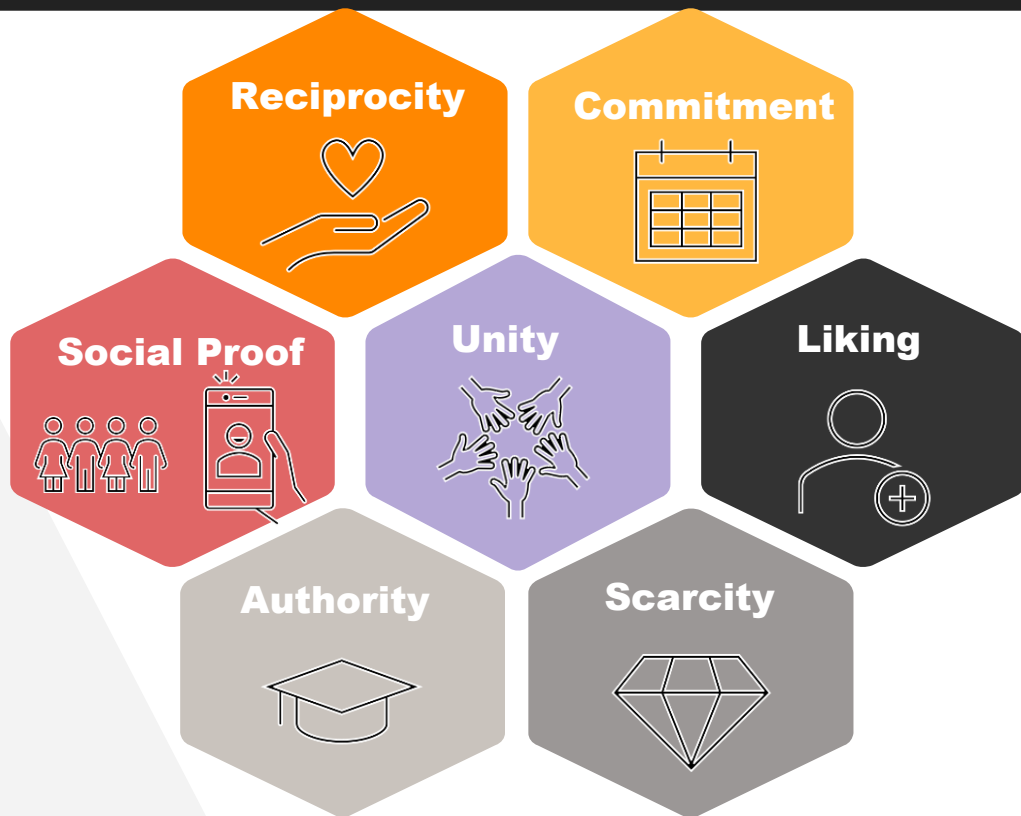 Reciprocity
Commitment
Social Proof
Unity
Liking
Authority
Scarcity